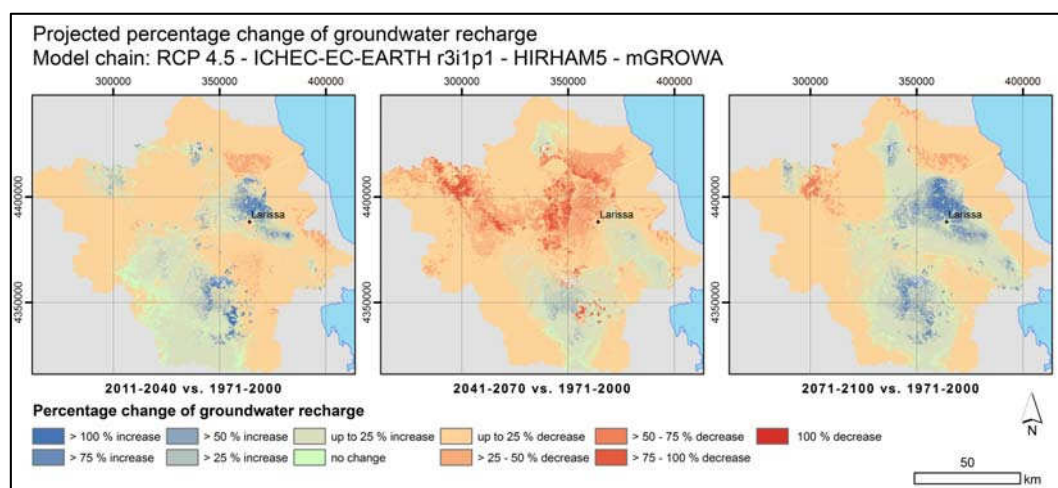 Projected percentage change of groundwater recharge
Model chain: RCP 4.5 - ICHEC-EC-EARTH r3i1p1 - HIRHAM5 - mGROWA
300000 350000 400000
300000 350000 400000
300000 350000 400000
4400000
4350000
Larissa
4400000
4350000
Larissa
4400000
4350000
Larissa
2011-2040 vs. 1971-2000
2041-2070 vs. 1971-2000
2071-2100 vs. 1971-2000
Percentage change of groundwater recharge
> 100 % increase
> 50 % increase
up to 25 % increase
up to 25 % decrease
> 50 - 75 % decrease
100 % decrease
> 75 % increase
> 25 % increase
no change
> 25 - 50 % decrease
> 75 - 100 % decrease
N
50
km